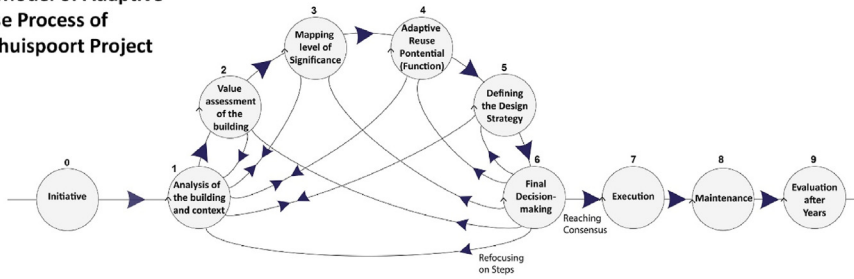 se Process of
huispoort Project
0
Initiative
1
Analysis of
the building
and context
2
Value
assessment
of the
building
3
Mapping
level of
Significance
4
Adaptive
Reuse
Pontential
(Function)
5
Defining
the Design
Strategy
6
Final
Decision-
making
Reaching
Consensus
Refocusing
on Steps
7
Execution
8
Maintenance
9
Evaluation
after
Years